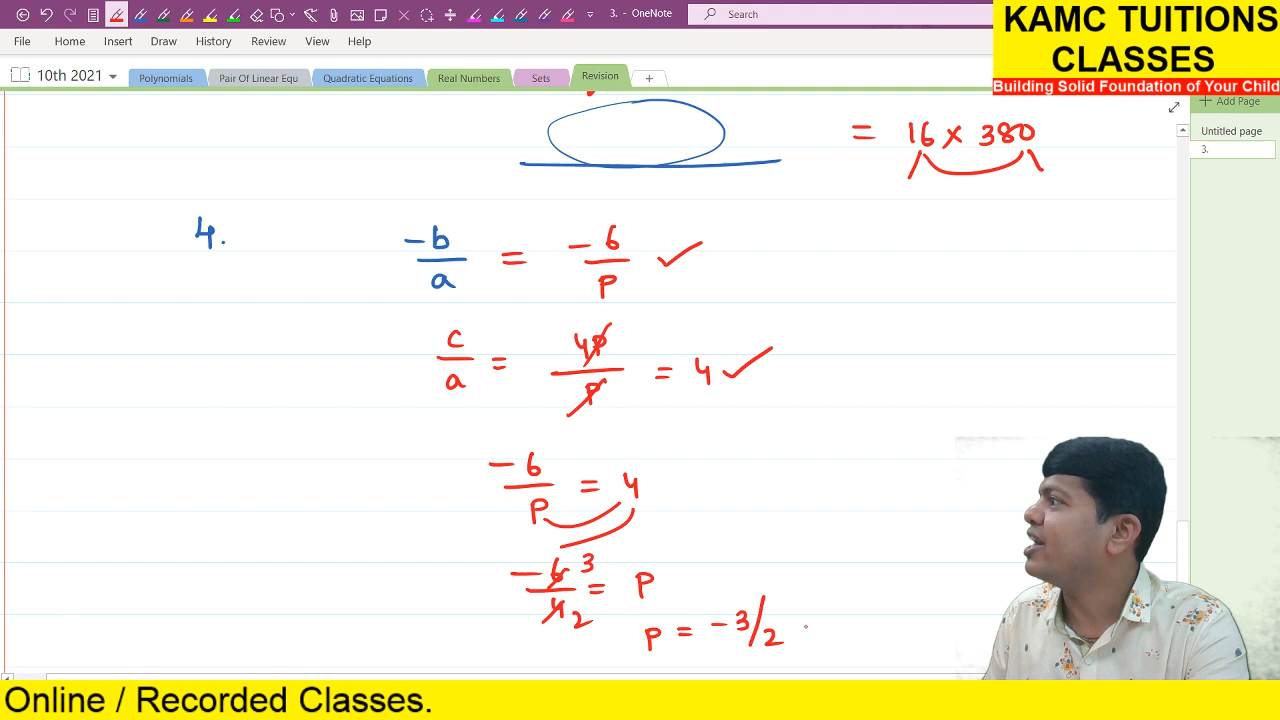 3. - OneNote
Search
KAMC TUITIONS
CLASSES
Building Solid Foundation of Your Child
File Home Insert Draw History Review View Help
10th 2021
Polynomials Pair Of Linear Equ Quadratic Equations Real Numbers Sets Revision +
Add Page
Untitled page
3.
= 16 × 380
4. -b/a = -6/p ✓
c/a = 4p/p = 4 ✓
-6/p = 4
-6/4 3/2 = p
p = -3/2
Online / Recorded Classes.